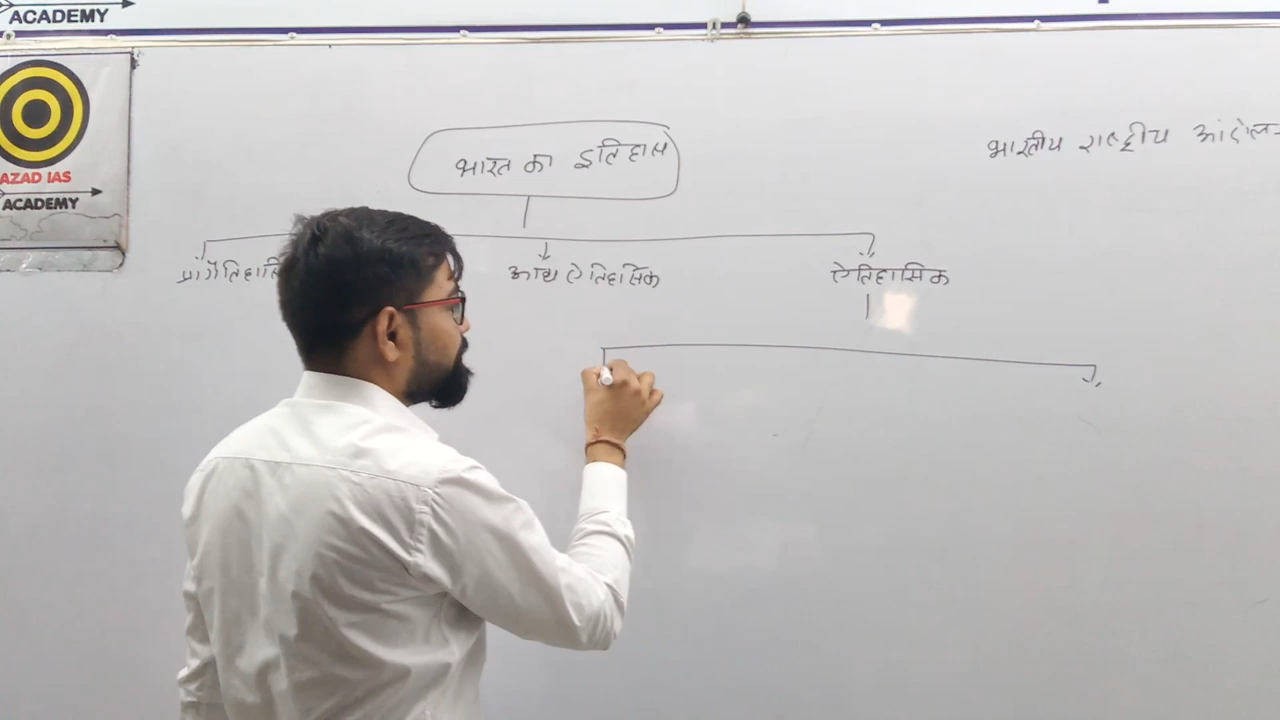 ACADEMY
AZAD IAS
ACADEMY
भारतीय राष्ट्रीय
भारत का इतिहास
आद्य ऐतिहासिक
ऐतिहासिक